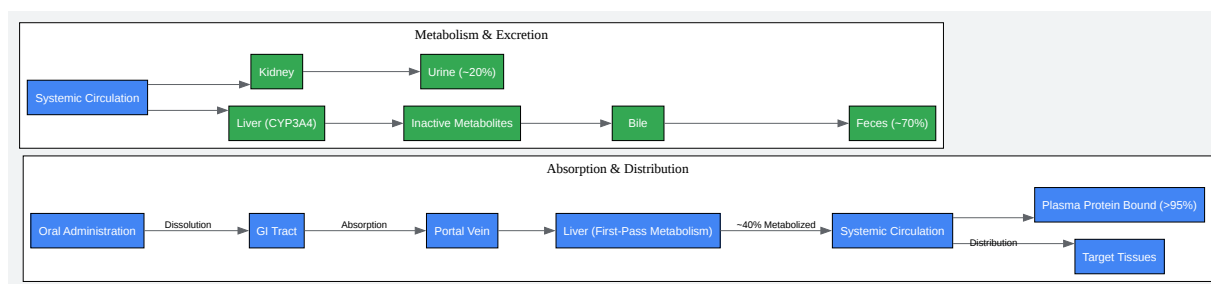 Metabolism & Excretion
Kidney
Urine (~20%)
Systemic Circulation
Liver (CYP3A4)
Inactive Metabolites
Bile
Feces (~70%)
Absorption & Distribution
Oral Administration
Dissolution
GI Tract
Absorption
Portal Vein
Liver (First-Pass Metabolism)
~40% Metabolized
Systemic Circulation
Plasma Protein Bound (>95%)
Distribution
Target Tissues